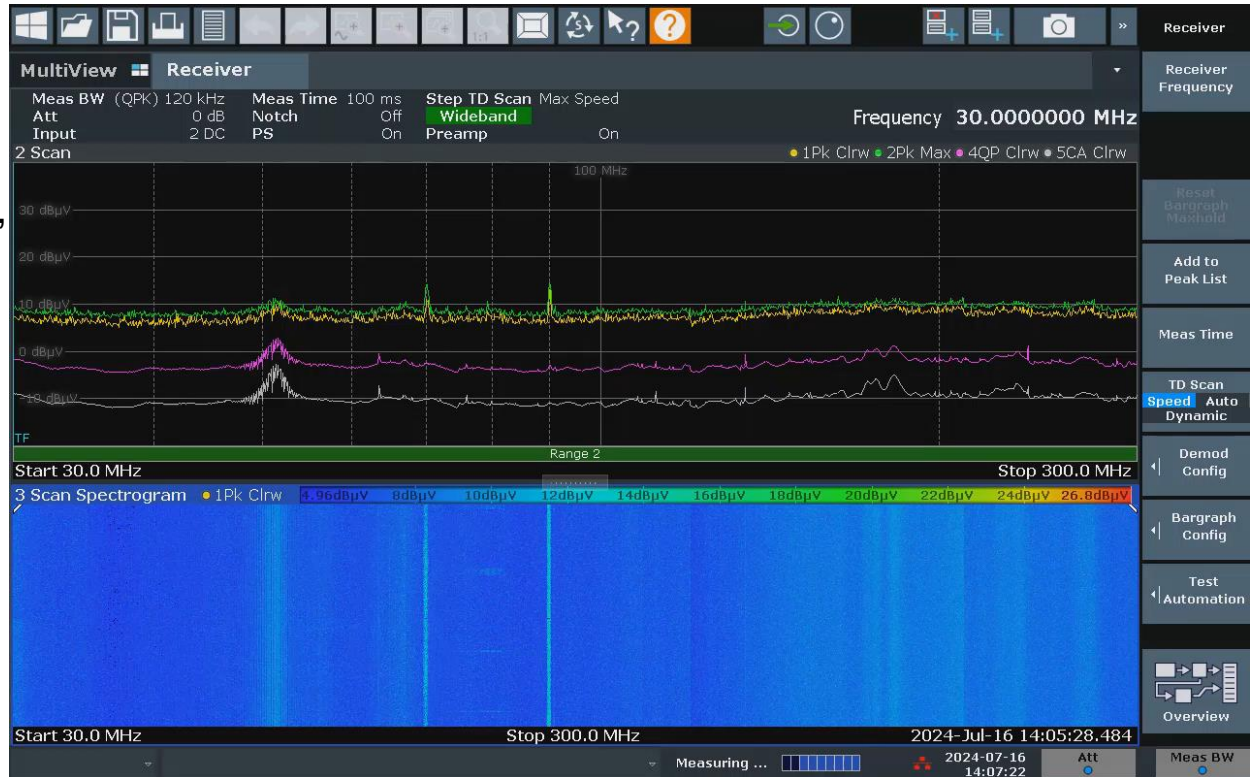 1:1
?
»
Receiver
MultiView Receiver
Receiver Frequency
Meas BW (QPK) 120 kHz Meas Time 100 ms Step TD Scan Max Speed
Att 0 dB Notch Off Wideband
Input 2 DC PS On Preamp On
Frequency 30.0000000 MHz
2 Scan
1Pk Clrw 2Pk Max 4QP Clrw 5CA Clrw
100 MHz
30 dBµV
20 dBµV
10 dBµV
0 dBµV
-10 dBµV
TF
Range 2
Start 30.0 MHz Stop 300.0 MHz
3 Scan Spectrogram 1Pk Clrw 4.96dBµV 8dBµV 10dBµV 12dBµV 14dBµV 16dBµV 18dBµV 20dBµV 22dBµV 24dBµV 26.8dBµV
Start 30.0 MHz Stop 300.0 MHz 2024-Jul-16 14:05:28.484
Measuring ... 2024-07-16
14:07:22
Att
Meas BW
Reset
Bargraph
Maxhold
Add to
Peak List
Meas Time
TD Scan
Speed Auto
Dynamic
Demod
Config
Bargraph
Config
Test
Automation
Overview